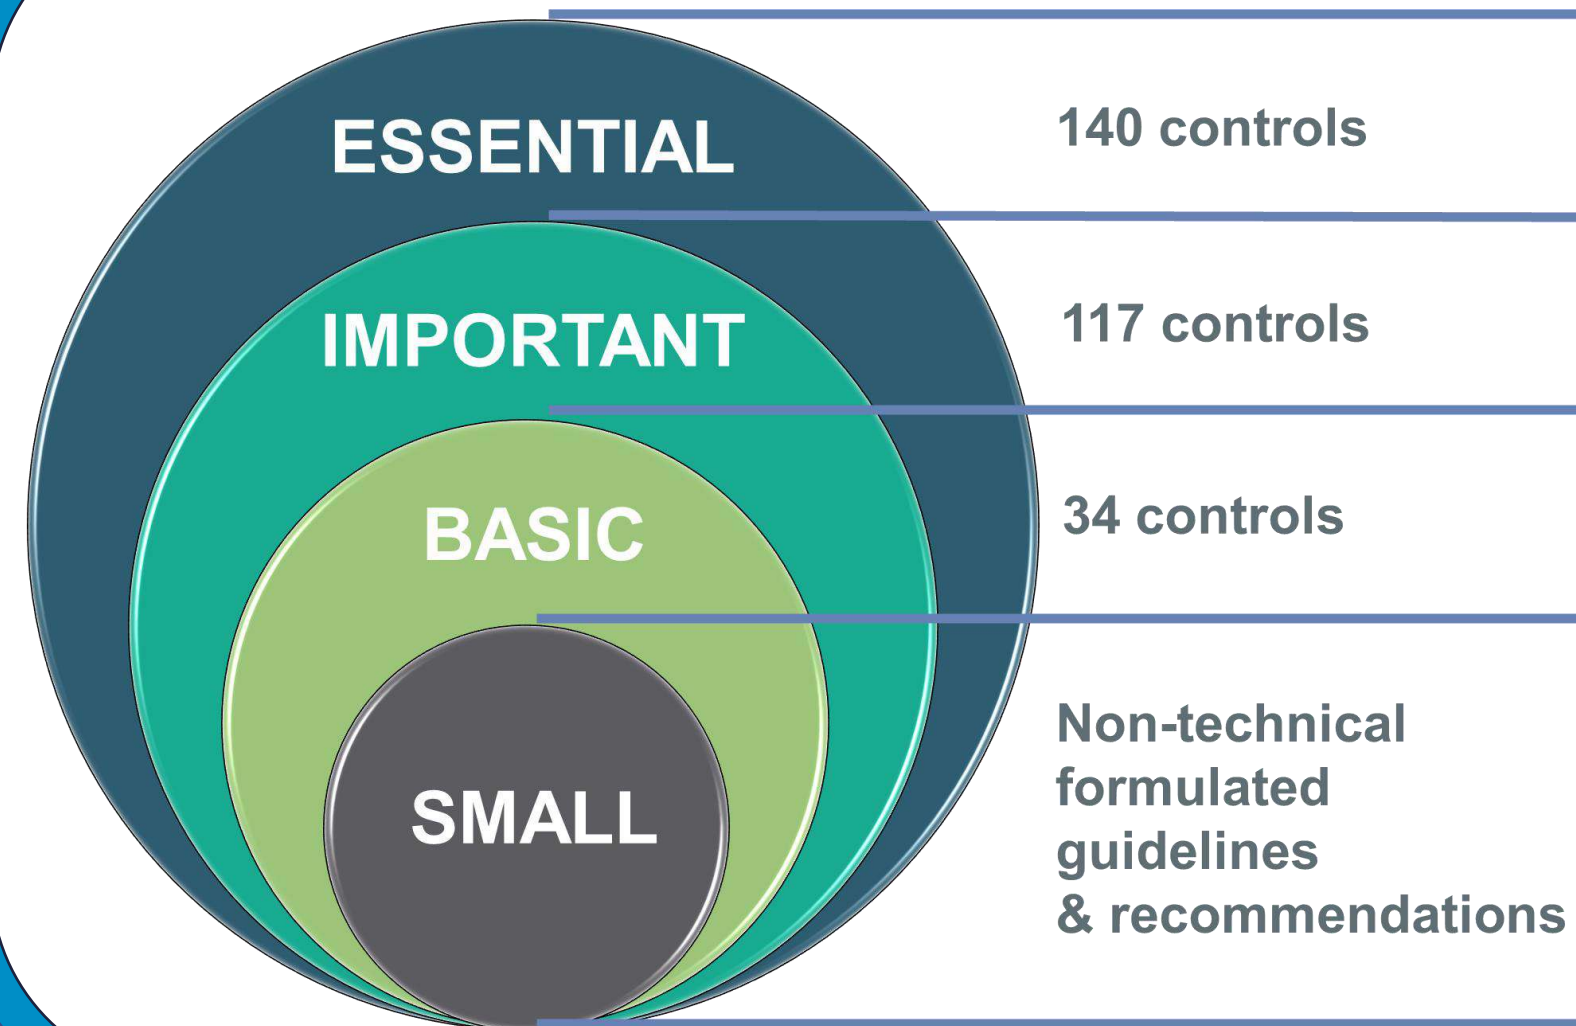 ESSENTIAL
140 controls
IMPORTANT
117 controls
BASIC
34 controls
SMALL
Non-technical
formulated
guidelines
& recommendations